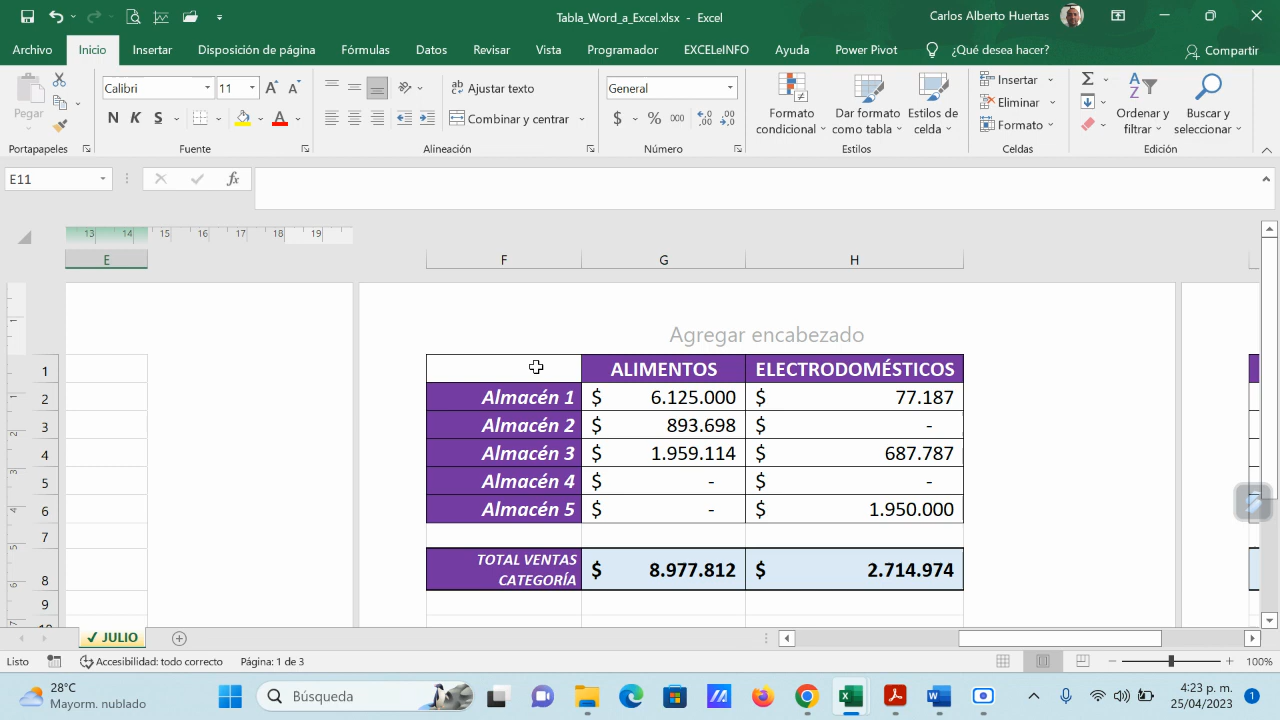 Tabla_Word_a_Excel.xlsx - Excel
Carlos Alberto Huertas
Archivo Inicio Insertar Disposición de página Fórmulas Datos Revisar Vista Programador EXCELeINFO Ayuda Power Pivot ¿Qué desea hacer? Compartir
Pegar
Calibri 11
N K S A
ab Ajustar texto
Combinar y centrar
General
$ % 000
Formato condicional
Dar formato como tabla
Estilos de celda
Insertar
Eliminar
Formato
Ordenar y filtrar
Buscar y seleccionar
Portapapeles Fuente Alineación Número Estilos Celdas Edición
E11 fx
13 14 15 16 17 18 19
E F G H
Agregar encabezado
1 ALIMENTOS ELECTRODOMÉSTICOS
2 Almacén 1 $ 6.125.000 $ 77.187
3 Almacén 2 $ 893.698 $ -
4 Almacén 3 $ 1.959.114 $ 687.787
5 Almacén 4 $ - $ -
6 Almacén 5 $ - $ 1.950.000
7
8 TOTAL VENTAS CATEGORÍA $ 8.977.812 $ 2.714.974
9
✓ JULIO
Listo Accesibilidad: todo correcto Página: 1 de 3 100%
28°C
Mayorm. nublado
Búsqueda
4:23 p. m.
25/04/2023
1